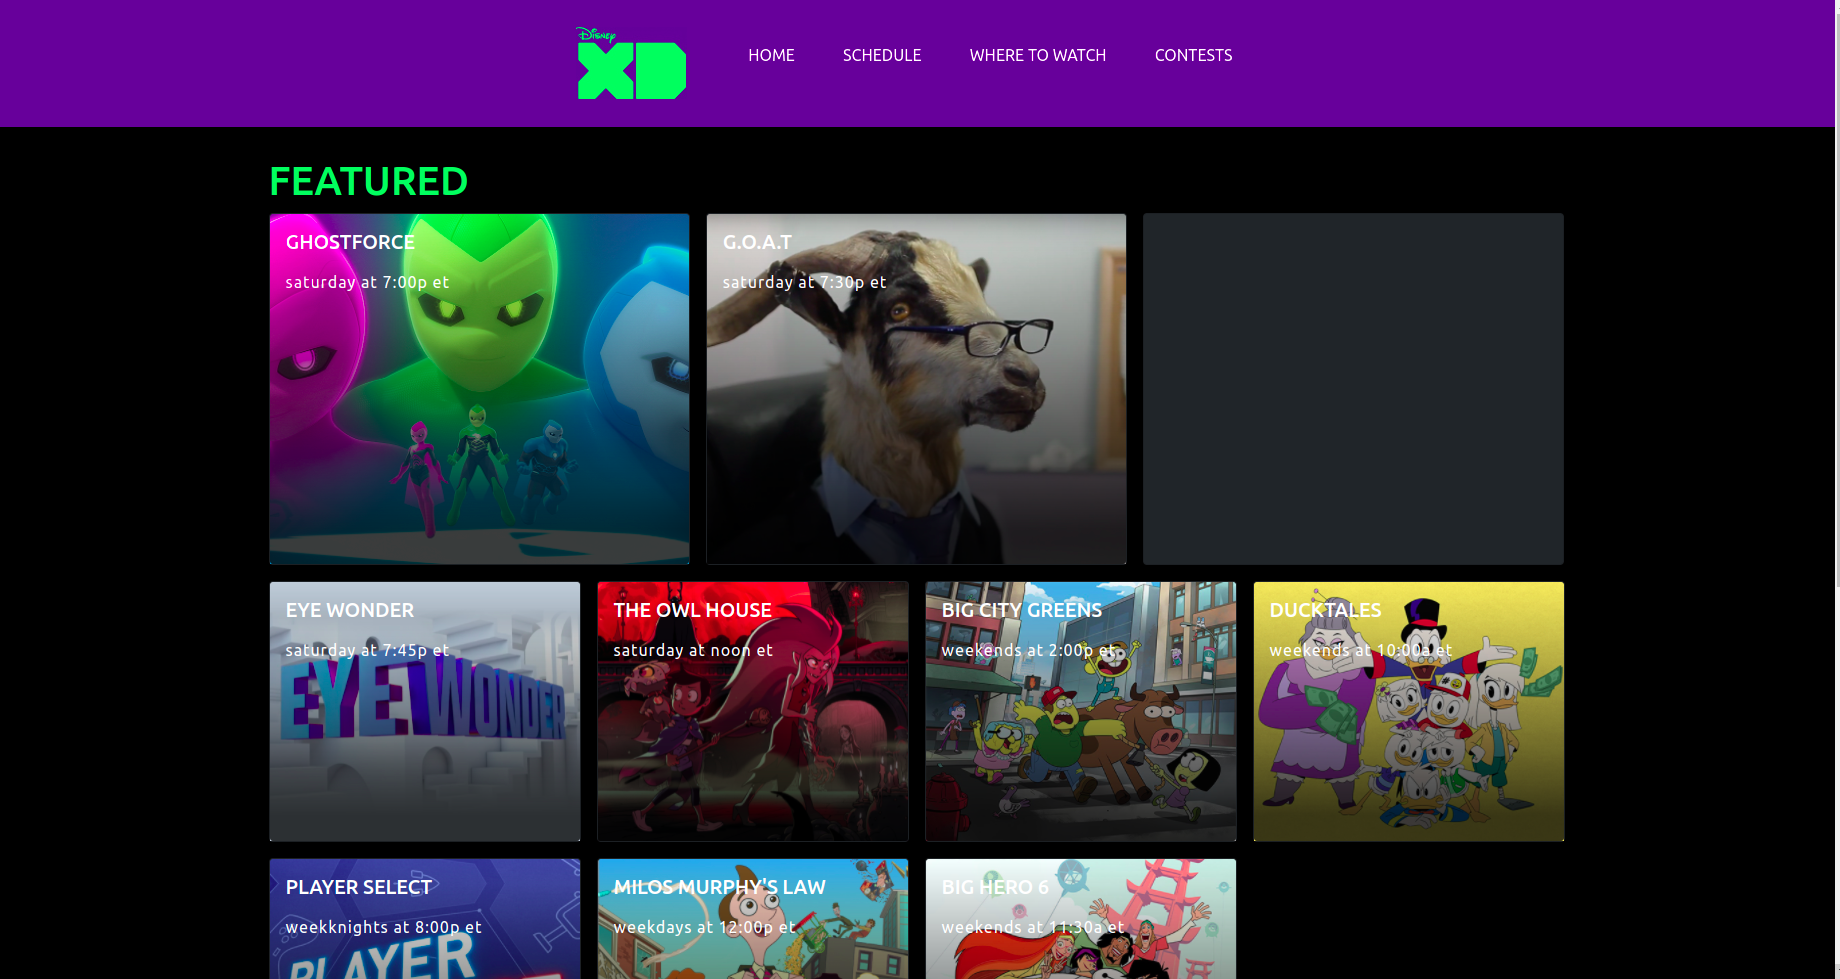 Disney
XD
HOME
SCHEDULE
WHERE TO WATCH
CONTESTS
FEATURED
GHOSTFORCE
saturday at 7:00p et
G.O.A.T
saturday at 7:30p et
EYE WONDER
saturday at 7:45p et
EYE WONDER
THE OWL HOUSE
saturday at noon et
BIG CITY GREENS
weekends at 2:00p et
DUCKTALES
weekends at 10:00a et
PLAYER SELECT
weekknights at 8:00p et
PLAYER
MILOS MURPHY'S LAW
weekdays at 12:00p et
BIG HERO 6
weekends at 11:30a et